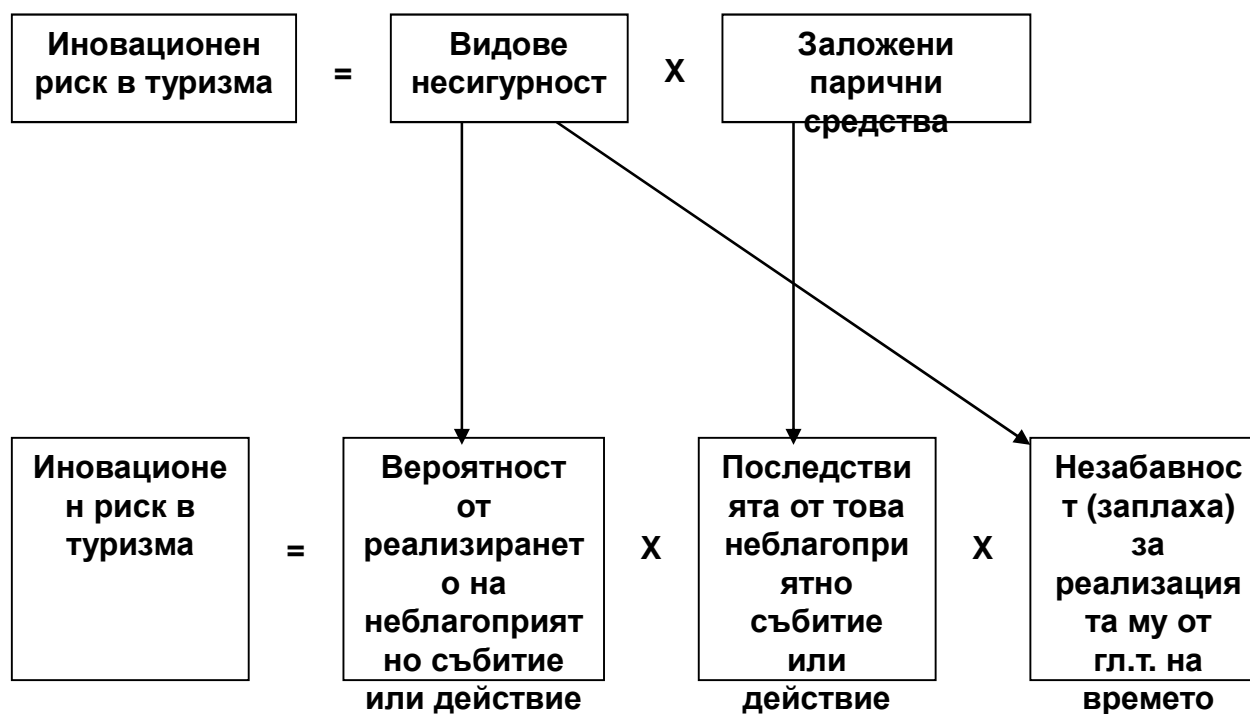 Иновационен
риск в туризма
=
Видове
несигурност
X
Заложени
парични
средства
Иновационе
н риск в
туризма
=
Вероятност
от
реализиранет
о на
неблагоприят
но събитие
или действие
X
Последстви
ята от това
неблагопри
ятно
събитие
или
действие
X
Незабавнос
т (заплаха)
за
реализация
та му от
гл.т. на
времето